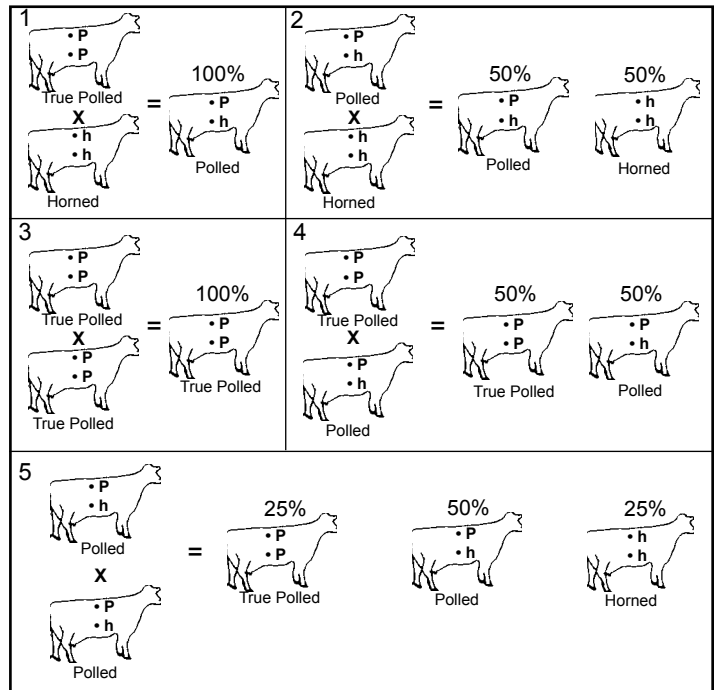 1
P
P
True Polled
X
h
h
Horned
=
100%
P
h
Polled
2
P
h
Polled
X
h
h
Horned
=
50%
P
h
Polled
50%
h
h
Horned
3
P
P
True Polled
X
P
P
True Polled
=
100%
P
P
True Polled
4
P
P
True Polled
X
P
h
Polled
=
50%
P
P
True Polled
50%
P
h
Polled
5
P
h
Polled
X
P
h
Polled
=
25%
P
P
True Polled
50%
P
h
Polled
25%
h
h
Horned